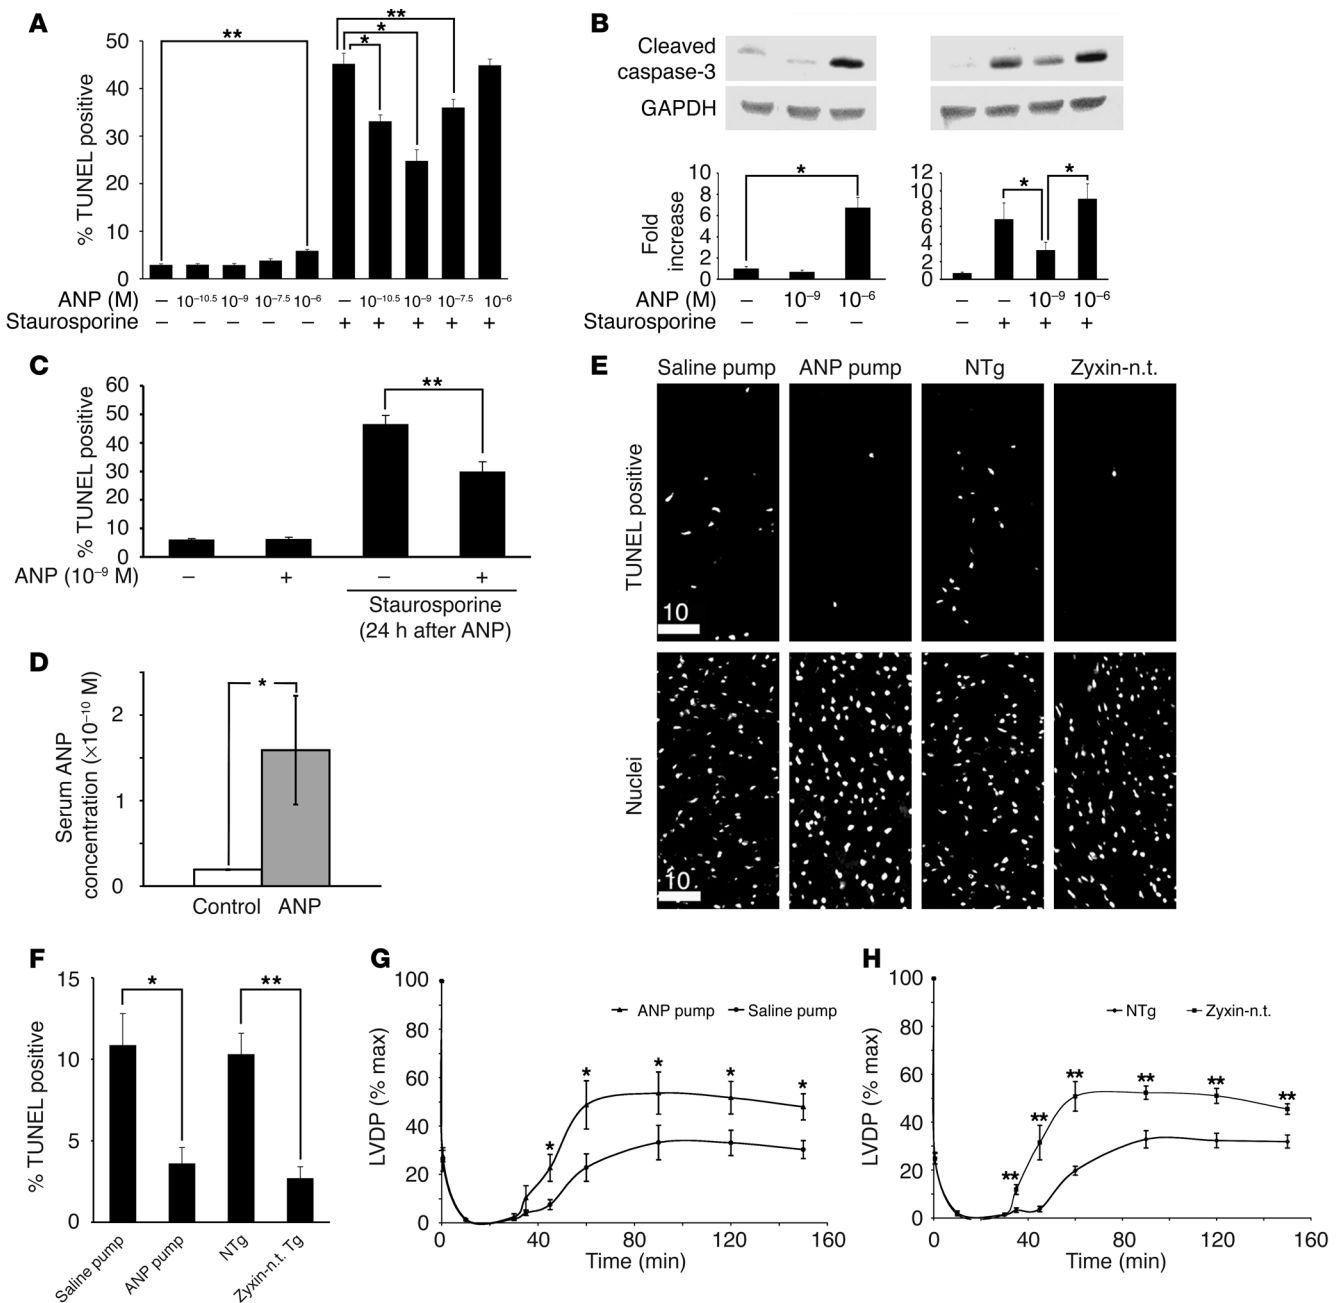 A
% TUNEL positive
50
40
30
20
10
0
**
**
*
*
ANP (M) – 10–10.5 10–9 10–7.5 10–6 – 10–10.5 10–9 10–7.5 10–6
Staurosporine – – – – – + + + + +
B
Cleaved
caspase-3
GAPDH
Fold
increase
10
8
6
4
2
0
*
12
10
8
6
4
2
0
* *
ANP (M) – 10–9 10–6 – – 10–9 10–6
Staurosporine – – – – + + +
C
% TUNEL positive
60
50
40
30
20
10
0
**
ANP (10–9 M) – + – +
Staurosporine
(24 h after ANP)
D
Serum ANP
concentration (×10–10 M)
2
1
0
*
Control ANP
E
Saline pump ANP pump NTg Zyxin-n.t.
TUNEL positive
10
Nuclei
10
F
% TUNEL positive
15
10
5
0
* **
Saline pump
ANP pump
NTg
Zyxin-n.t. Tg
G
LVDP (% max)
100
80
60
40
20
0
ANP pump Saline pump
* * * * *
0 40 80 120 160
Time (min)
H
LVDP (% max)
100
80
60
40
20
0
NTg Zyxin-n.t.
** ** ** ** ** **
0 40 80 120 160
Time (min)